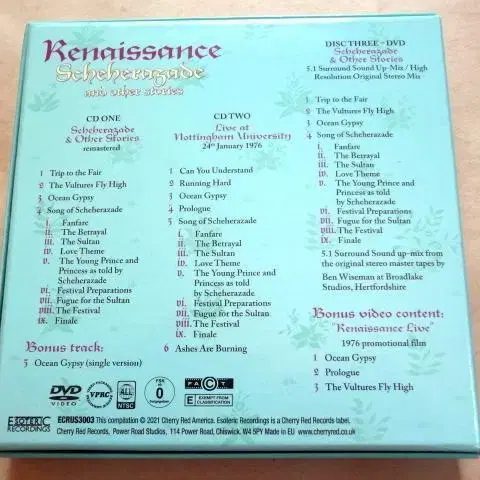 Renaissance
Scheherazade
and other stories
CD ONE
Scheherazade
& Other Stories
remastered
1 Trip to the Fair
2 The Vultures Fly High
3 Ocean Gypsy
4 Song of Scheherazade
i. Fanfare
ii. The Betrayal
iii. The Sultan
iv. Love Theme
v. The Young Prince and
Princess as told by
Scheherazade
vi. Festival Preparations
vii. Fugue for the Sultan
viii. The Festival
ix. Finale
Bonus track:
5 Ocean Gypsy (single version)
CD TWO
Live at
Nottingham University
24th January 1976
1 Can You Understand
2 Running Hard
3 Ocean Gypsy
4 Prologue
5 Song of Scheherazade
i. Fanfare
ii. The Betrayal
iii. The Sultan
iv. Love Theme
v. The Young Prince and
Princess as told
by Scheherazade
vi. Festival Preparations
vii. Fugue for the Sultan
viii. The Festival
ix. Finale
6 Ashes Are Burning
DISC THREE - DVD
Scheherazade
& Other Stories
5.1 Surround Sound Up-Mix / High
Resolution Original Stereo Mix
1 Trip to the Fair
2 The Vultures Fly High
3 Ocean Gypsy
4 Song of Scheherazade
i. Fanfare
ii. The Betrayal
iii. The Sultan
iv. Love Theme
v. The Young Prince and
Princess as told
by Scheherazade
vi. Festival Preparations
vii. Fugue for the Sultan
viii. The Festival
ix. Finale
5.1 Surround Sound up-mix from
the original stereo master tapes by
Ben Wiseman at Broadlake
Studios, Hertfordshire
Bonus video content:
"Renaissance Live"
1976 promotional film
1 Ocean Gypsy
2 Prologue
3 The Vultures Fly High
DVD
VIDEO
VPRC
ALL
NTSC
FSK
0
FACT
E EXEMPT FROM
CLASSIFICATION
ESOTERIC
RECORDINGS
ECRUS3003 This compilation © 2021 Cherry Red America. Esoteric Recordings is a Cherry Red Records label.
Cherry Red Records, Power Road Studios, 114 Power Road, Chiswick. W4 5PY Made in EU www.cherryred.co.uk